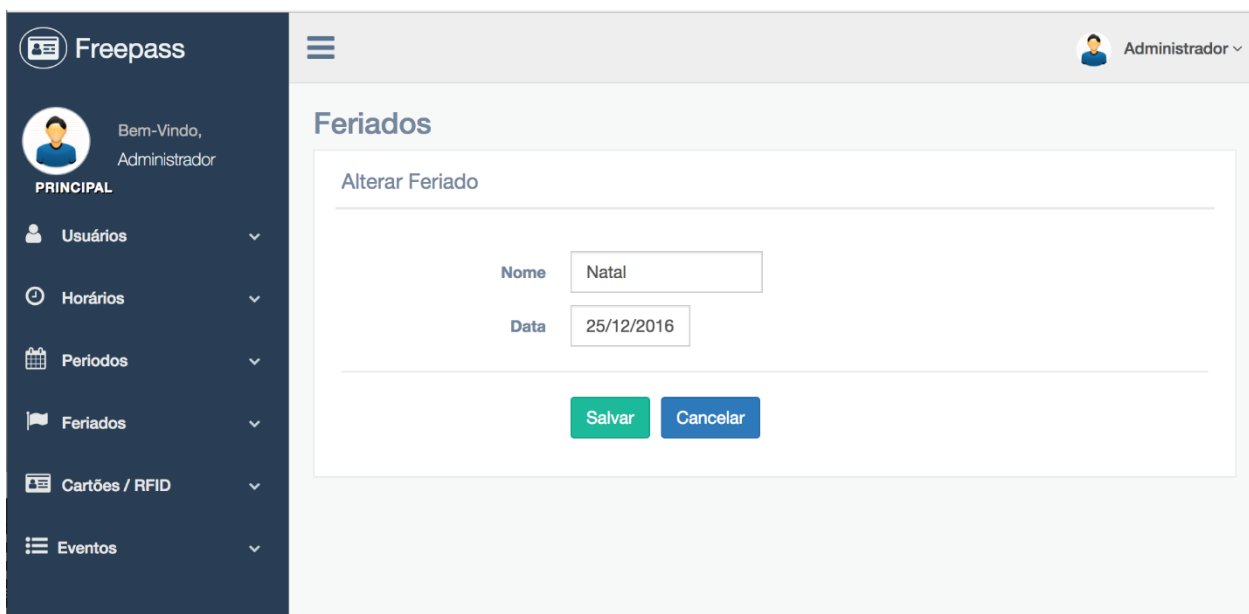 Freepass
Administrador
Bem-Vindo,
Administrador
PRINCIPAL
Usuários
Horários
Periodos
Feriados
Cartões / RFID
Eventos
Feriados
Alterar Feriado
Nome Natal
Data 25/12/2016
Salvar Cancelar